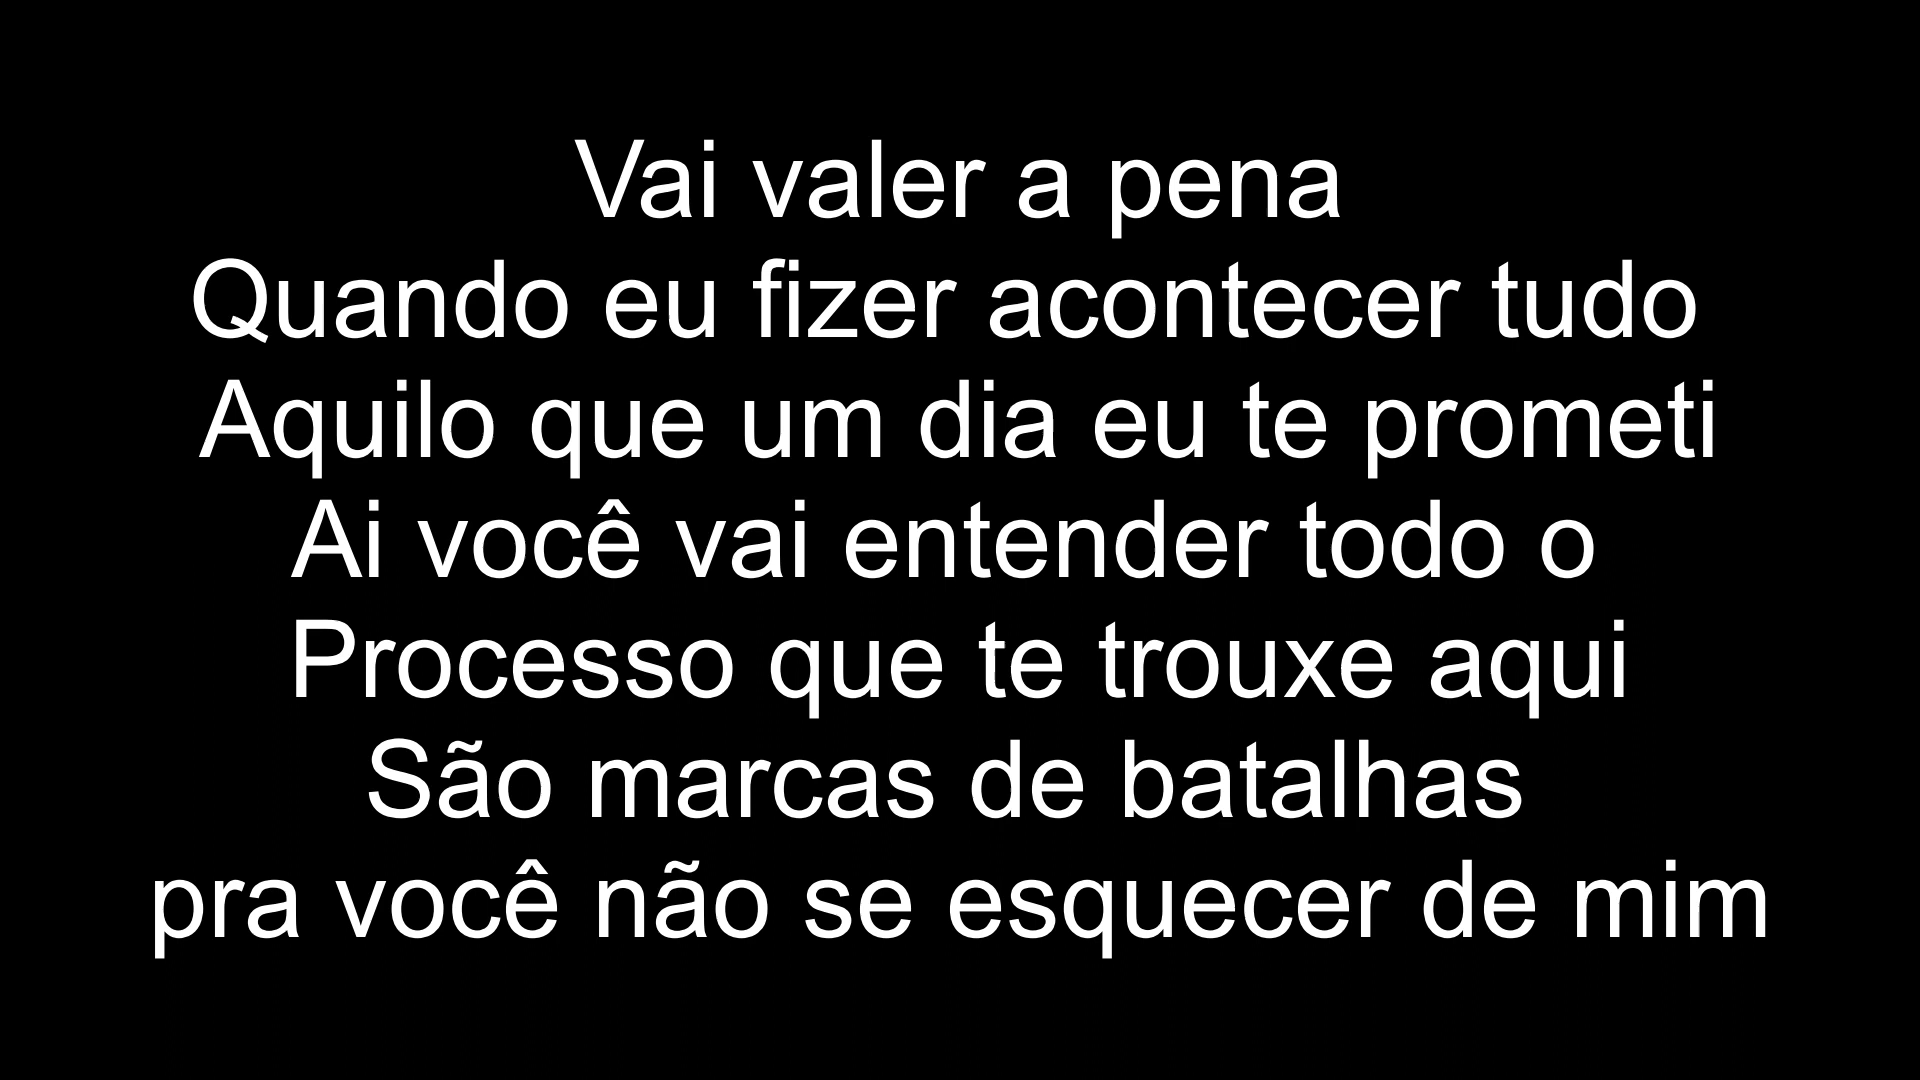 Vai valer a pena
Quando eu fizer acontecer tudo
Aquilo que um dia eu te prometi
Ai você vai entender todo o
Processo que te trouxe aqui
São marcas de batalhas
pra você não se esquecer de mim